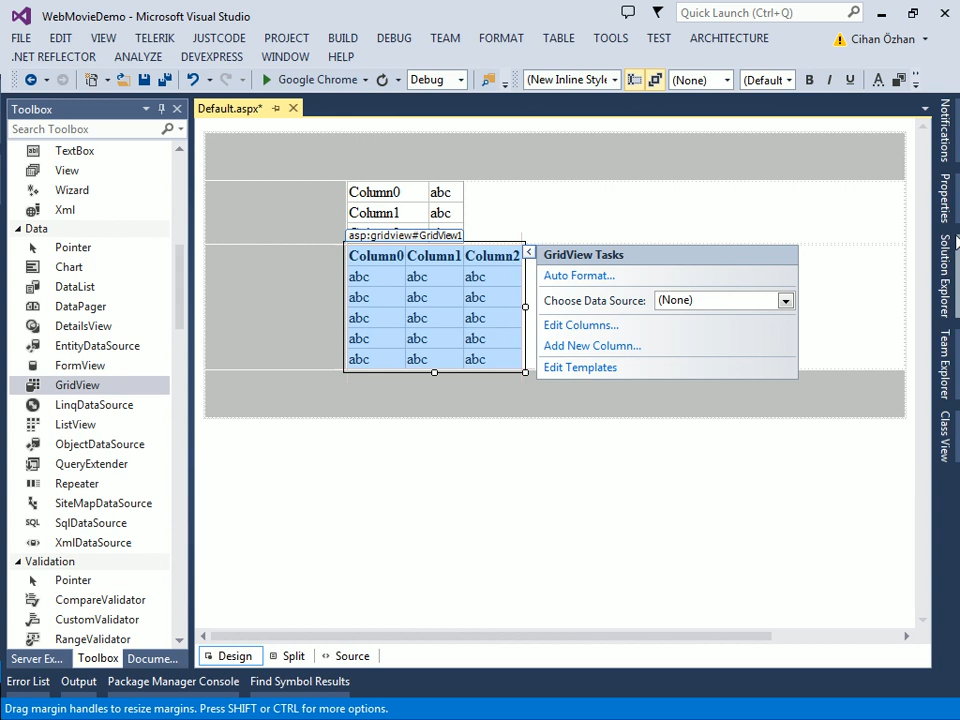 WebMovieDemo - Microsoft Visual Studio
Quick Launch (Ctrl+Q)
FILE EDIT VIEW TELERIK JUSTCODE PROJECT BUILD DEBUG TEAM FORMAT TABLE TOOLS TEST ARCHITECTURE
Cihan Özhan
.NET REFLECTOR ANALYZE DEVEXPRESS WINDOW HELP
Google Chrome Debug (New Inline Style (None) (Default B I U A
Toolbox
Default.aspx*
Search Toolbox
TextBox
View
Wizard
Xml
Data
Pointer
Chart
DataList
DataPager
DetailsView
EntityDataSource
FormView
GridView
LinqDataSource
ListView
ObjectDataSource
QueryExtender
Repeater
SiteMapDataSource
SQL SqlDataSource
XmlDataSource
Validation
Pointer
CompareValidator
CustomValidator
RangeValidator
Column0 abc
Column1 abc
asp:gridview#GridView1
Column0 Column1 Column2
abc abc abc
abc abc abc
abc abc abc
abc abc abc
abc abc abc
GridView Tasks
Auto Format...
Choose Data Source: (None)
Edit Columns...
Add New Column...
Edit Templates
Notifications
Properties
Solution Explorer
Team Explorer
Class View
Server Ex... Toolbox Docume...
Design Split Source
Error List Output Package Manager Console Find Symbol Results
Drag margin handles to resize margins. Press SHIFT or CTRL for more options.